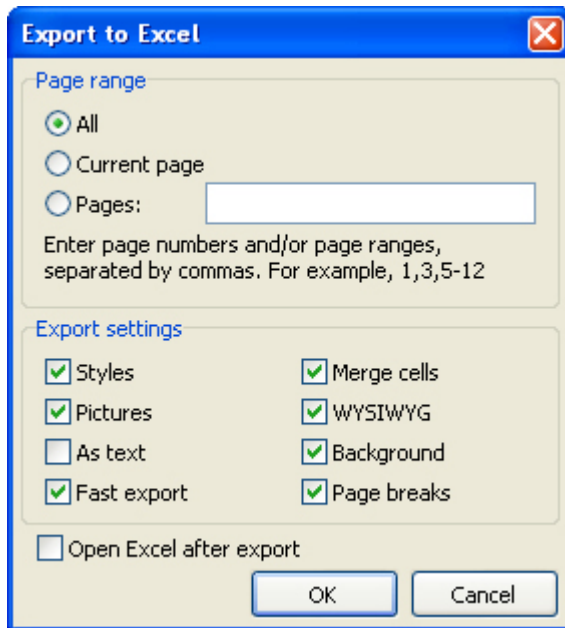 Export to Excel
Page range
All
Current page
Pages:
Enter page numbers and/or page ranges,
separated by commas. For example, 1,3,5-12
Export settings
Styles
Merge cells
Pictures
WYSIWYG
As text
Background
Fast export
Page breaks
Open Excel after export
OK
Cancel